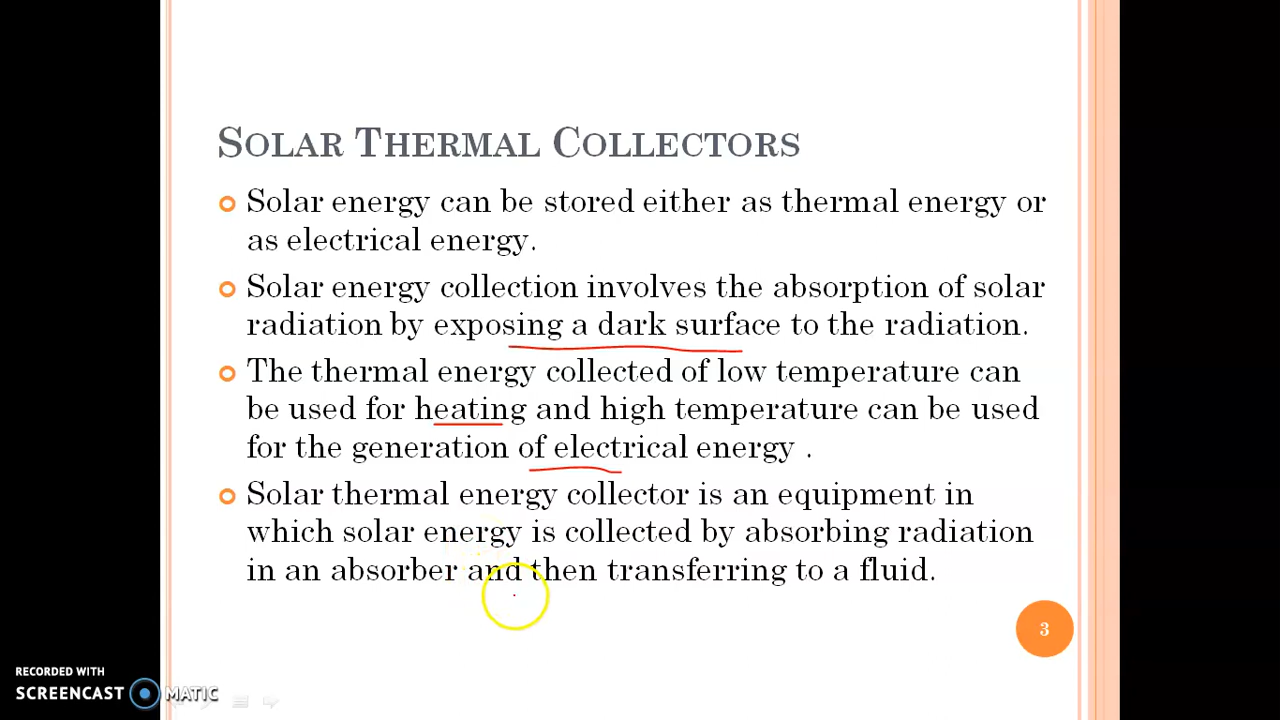 SOLAR THERMAL COLLECTORS
Solar energy can be stored either as thermal energy or
as electrical energy.
Solar energy collection involves the absorption of solar
radiation by exposing a dark surface to the radiation.
The thermal energy collected of low temperature can
be used for heating and high temperature can be used
for the generation of electrical energy .
Solar thermal energy collector is an equipment in
which solar energy is collected by absorbing radiation
in an absorber and then transferring to a fluid.
3
RECORDED WITH
SCREENCAST MATIC